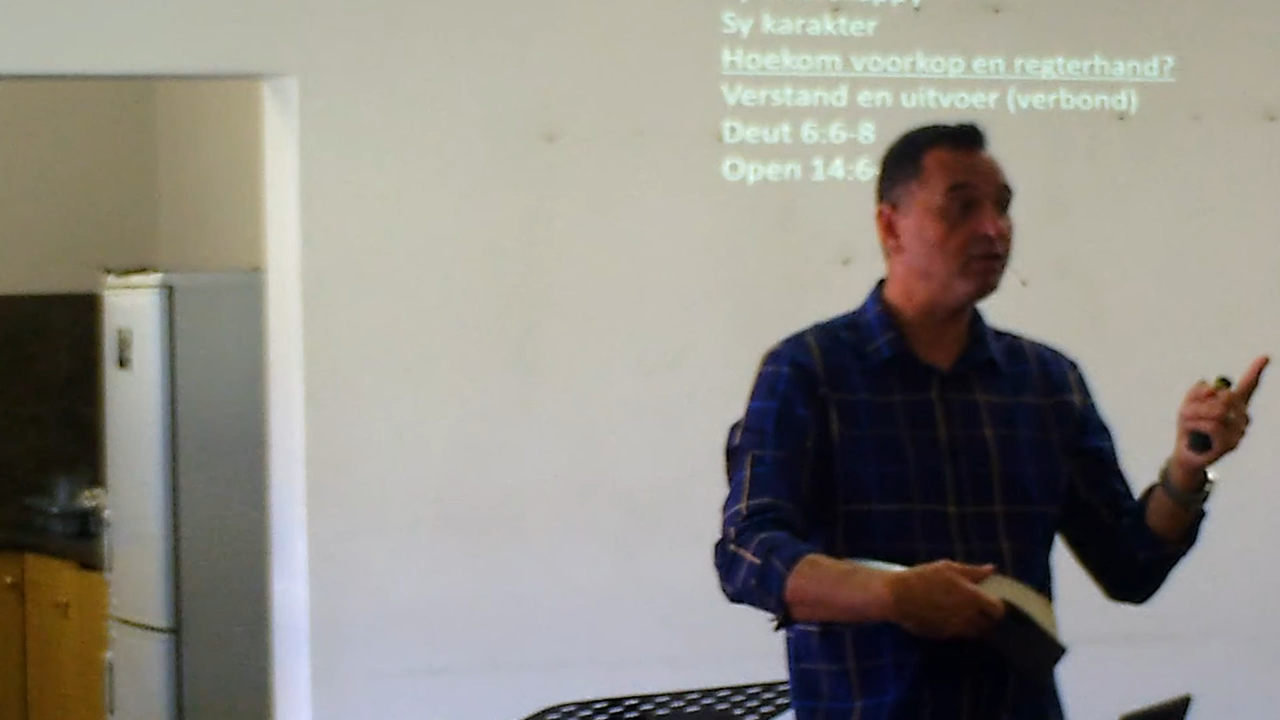 Sy karakter
Hoekom voorkop en regterhand?
Verstand en uitvoer (verbond)
Deut 6:6-8
Open 14:6-